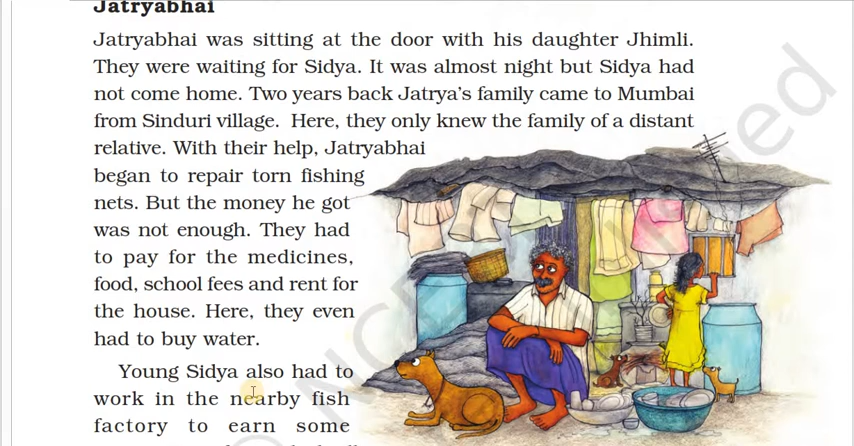 Jatryabhai
Jatryabhai was sitting at the door with his daughter Jhimli.
They were waiting for Sidya. It was almost night but Sidya had
not come home. Two years back Jatrya's family came to Mumbai
from Sinduri village. Here, they only knew the family of a distant
relative. With their help, Jatryabhai
began to repair torn fishing
nets. But the money he got
was not enough. They had
to pay for the medicines,
food, school fees and rent for
the house. Here, they even
had to buy water.
Young Sidya also had to
work in the nearby fish
factory to earn some